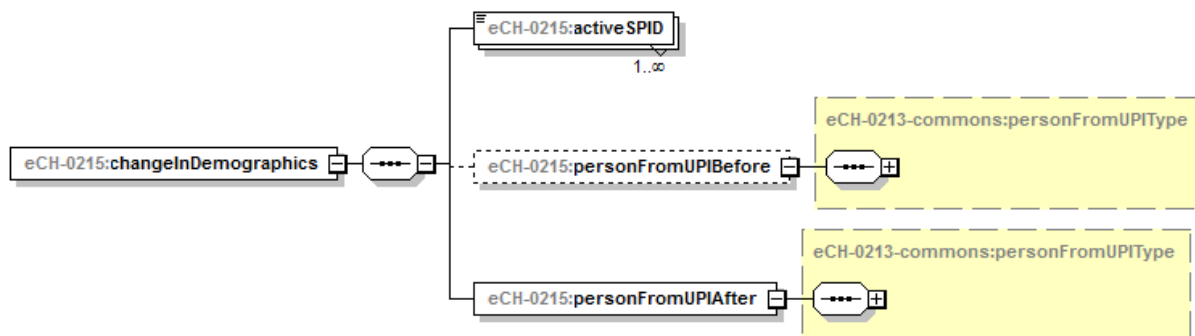 eCH-0215:activeSPID
1..∞
eCH-0213-commons:personFromUPIType
eCH-0215:changeInDemographics
eCH-0215:personFromUPIBefore
eCH-0213-commons:personFromUPIType
eCH-0215:personFromUPIAfter